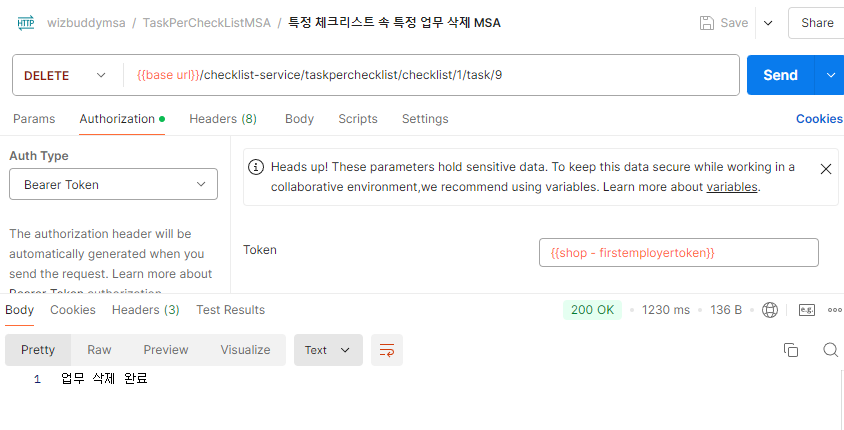 HTTP wizbuddymsa / TaskPerCheckListMSA / 특정 체크리스트 속 특정 업무 삭제 MSA Save Share
DELETE {{base url}}/checklist-service/taskperchecklist/checklist/1/task/9 Send
Params Authorization Headers (8) Body Scripts Settings Cookies
Auth Type
Bearer Token
The authorization header will be
automatically generated when you
send the request. Learn more about
Bearer Token authorization.
Heads up! These parameters hold sensitive data. To keep this data secure while working in a
collaborative environment,we recommend using variables. Learn more about variables.
Token {{shop - firstemployertoken}}
Body Cookies Headers (3) Test Results 200 OK • 1230 ms • 136 B e.g.
Pretty Raw Preview Visualize Text
1 업무 삭제 완료